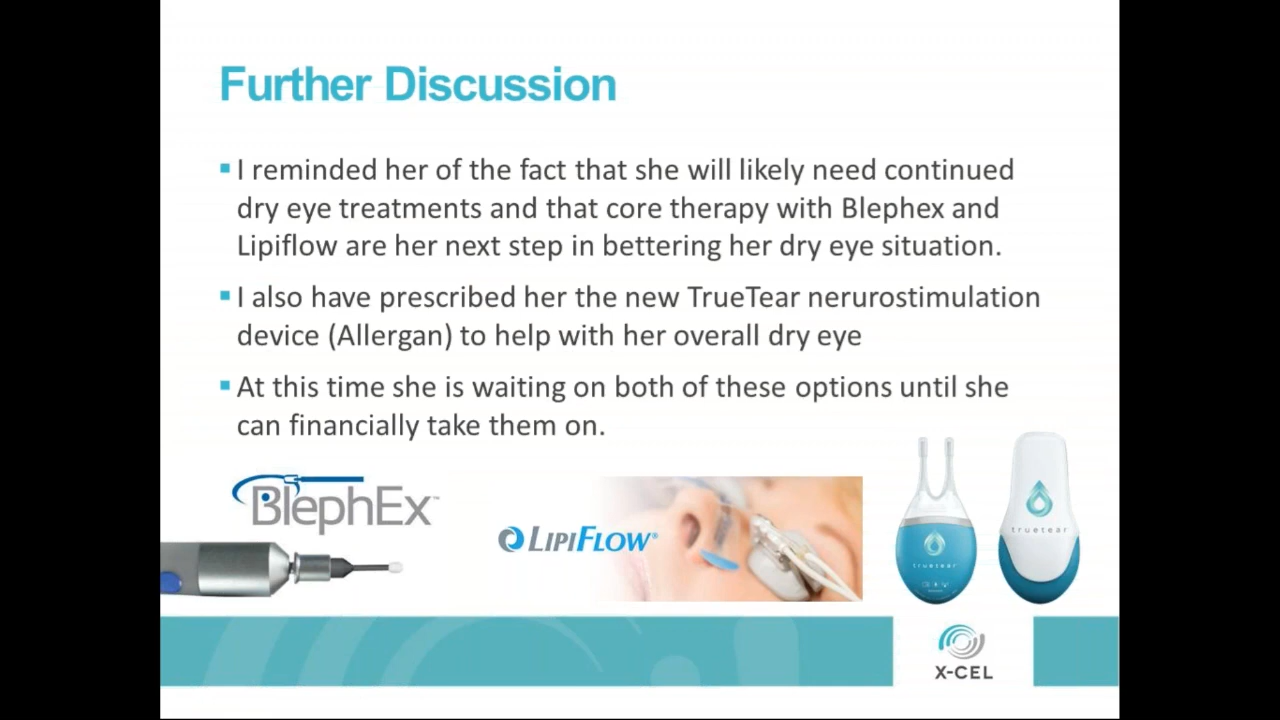 Further Discussion
▪ I reminded her of the fact that she will likely need continued
dry eye treatments and that core therapy with Blephex and
Lipiflow are her next step in bettering her dry eye situation.
▪ I also have prescribed her the new TrueTear nerurostimulation
device (Allergan) to help with her overall dry eye
▪ At this time she is waiting on both of these options until she
can financially take them on.
BlephEx™
LipiFlow®
truetear
truetear
X-CEL